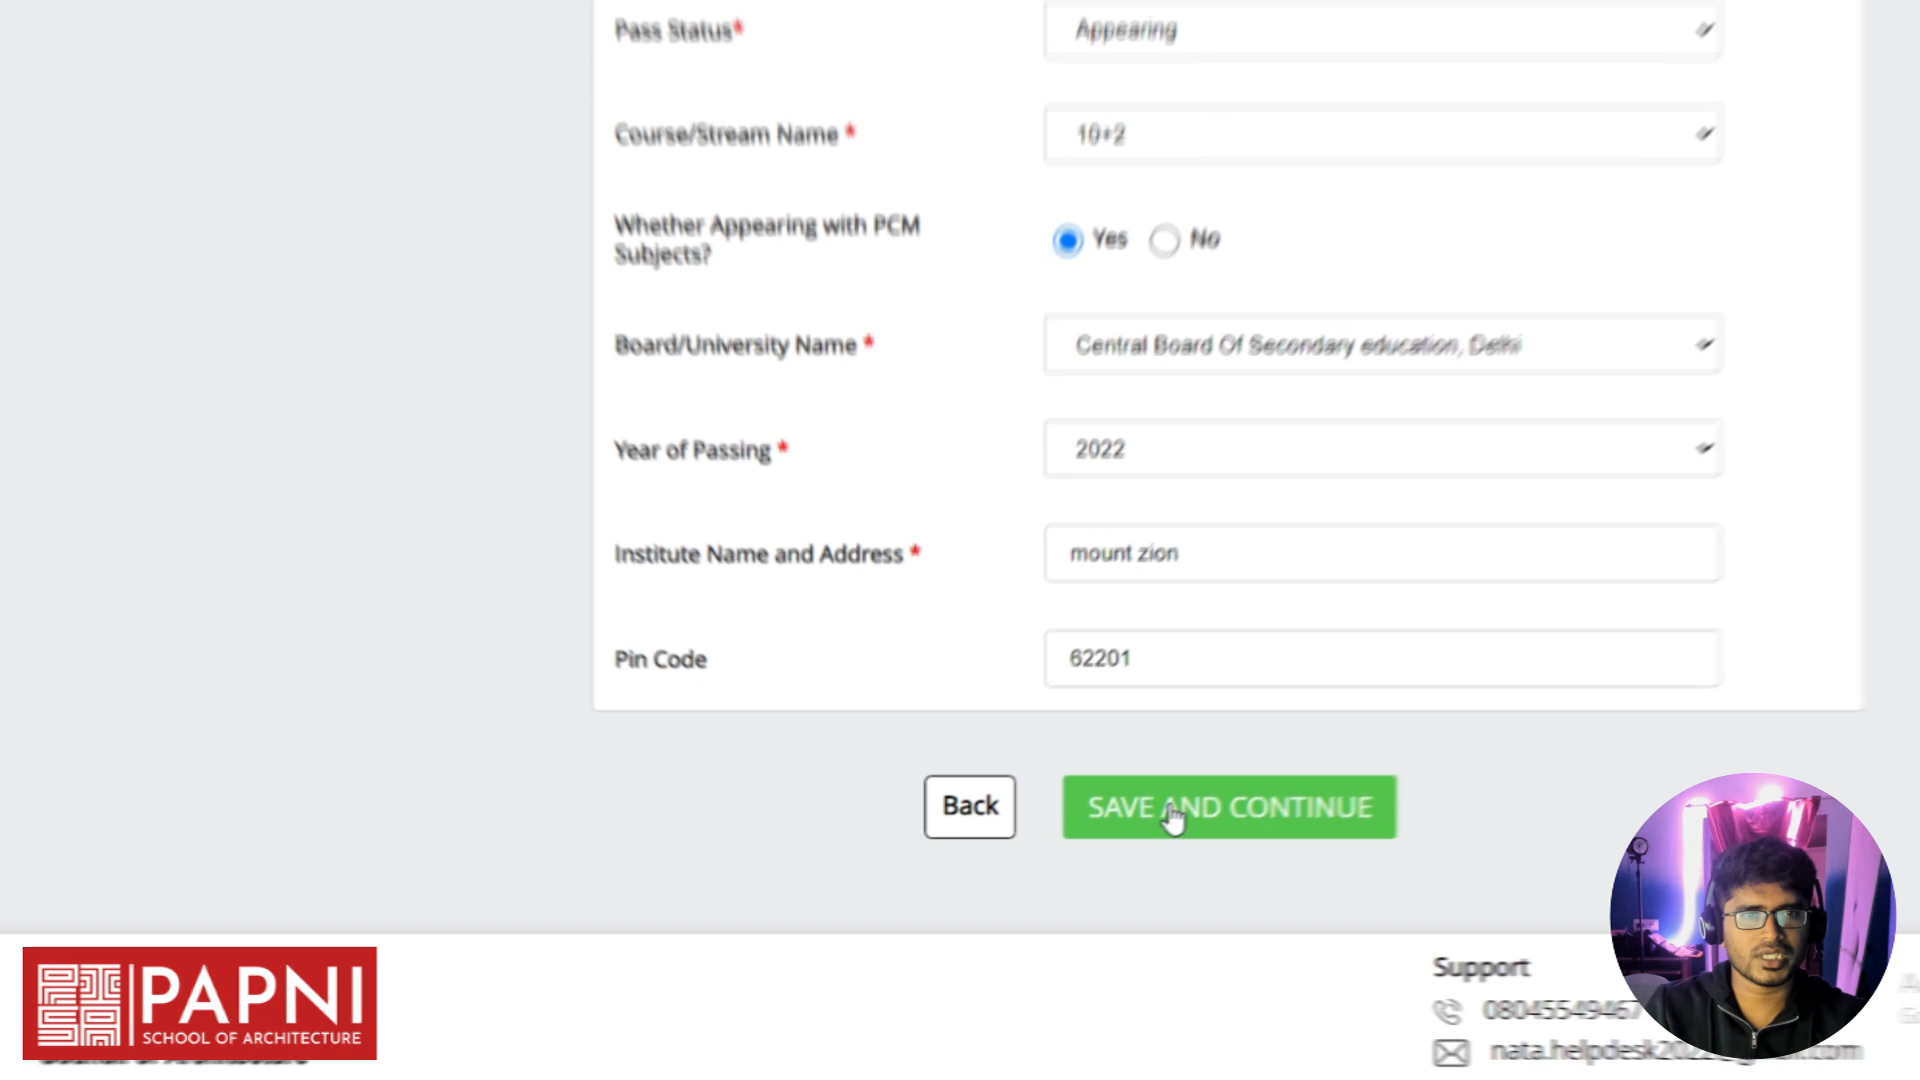 Pass Status*
Appearing
Course/Stream Name *
10+2
Whether Appearing with PCM
Subjects?
Yes
No
Board/University Name *
Central Board Of Secondary education, Delhi
Year of Passing *
2022
Institute Name and Address *
mount zion
Pin Code
62201
Back
SAVE AND CONTINUE
PAPNI
SCHOOL OF ARCHITECTURE
Support
08045549467